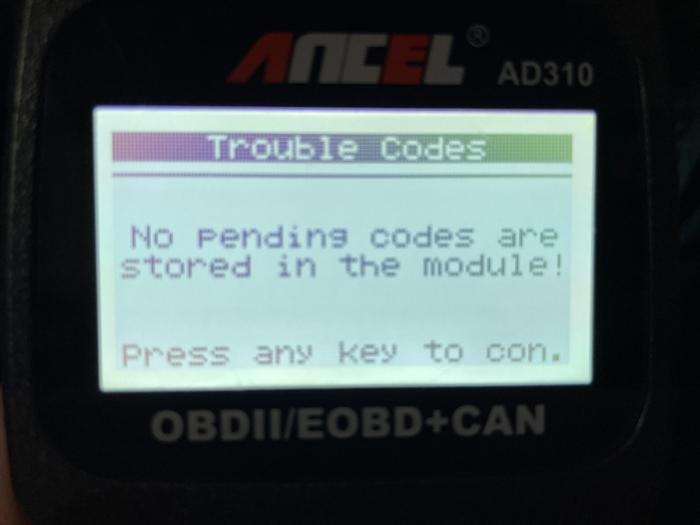 ANCEL® AD310
Trouble Codes
No pending codes are
stored in the module!
Press any key to con.
OBDII/EOBD+CAN